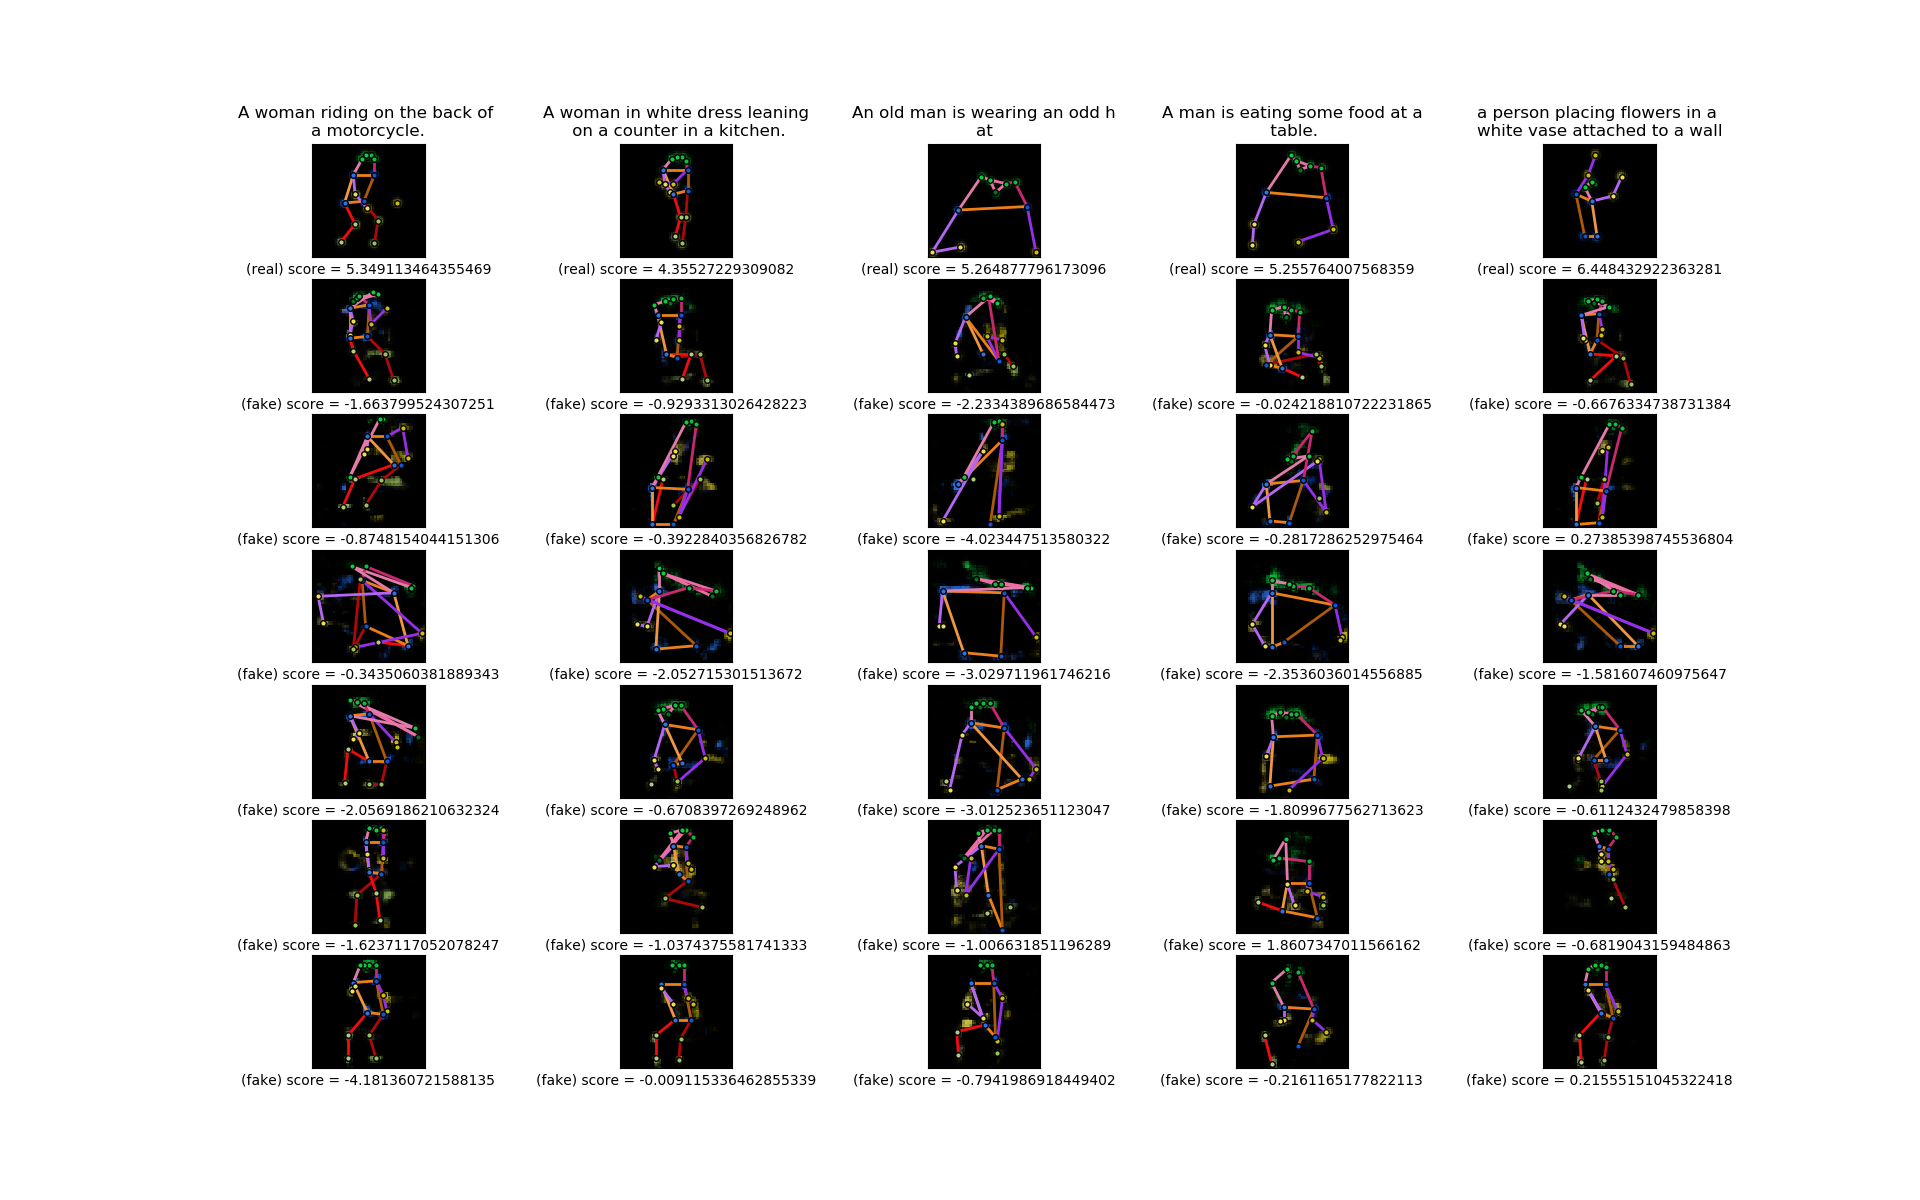 A woman riding on the back of
a motorcycle.
A woman in white dress leaning
on a counter in a kitchen.
An old man is wearing an odd h
at
A man is eating some food at a
table.
a person placing flowers in a
white vase attached to a wall
(real) score = 5.349113464355469
(real) score = 4.35527229309082
(real) score = 5.264877796173096
(real) score = 5.255764007568359
(real) score = 6.448432922363281
(fake) score = -1.663799524307251
(fake) score = -0.9293313026428223
(fake) score = -2.2334389686584473
(fake) score = -0.024218810722231865
(fake) score = -0.6676334738731384
(fake) score = -0.8748154044151306
(fake) score = -0.3922840356826782
(fake) score = -4.023447513580322
(fake) score = -0.2817286252975464
(fake) score = 0.27385398745536804
(fake) score = -0.3435060381889343
(fake) score = -2.052715301513672
(fake) score = -3.029711961746216
(fake) score = -2.3536036014556885
(fake) score = -1.581607460975647
(fake) score = -2.0569186210632324
(fake) score = -0.6708397269248962
(fake) score = -3.012523651123047
(fake) score = -1.8099677562713623
(fake) score = -0.6112432479858398
(fake) score = -1.6237117052078247
(fake) score = -1.0374375581741333
(fake) score = -1.006631851196289
(fake) score = 1.8607347011566162
(fake) score = -0.6819043159484863
(fake) score = -4.181360721588135
(fake) score = -0.009115336462855339
(fake) score = -0.7941986918449402
(fake) score = -0.2161165177822113
(fake) score = 0.21555151045322418